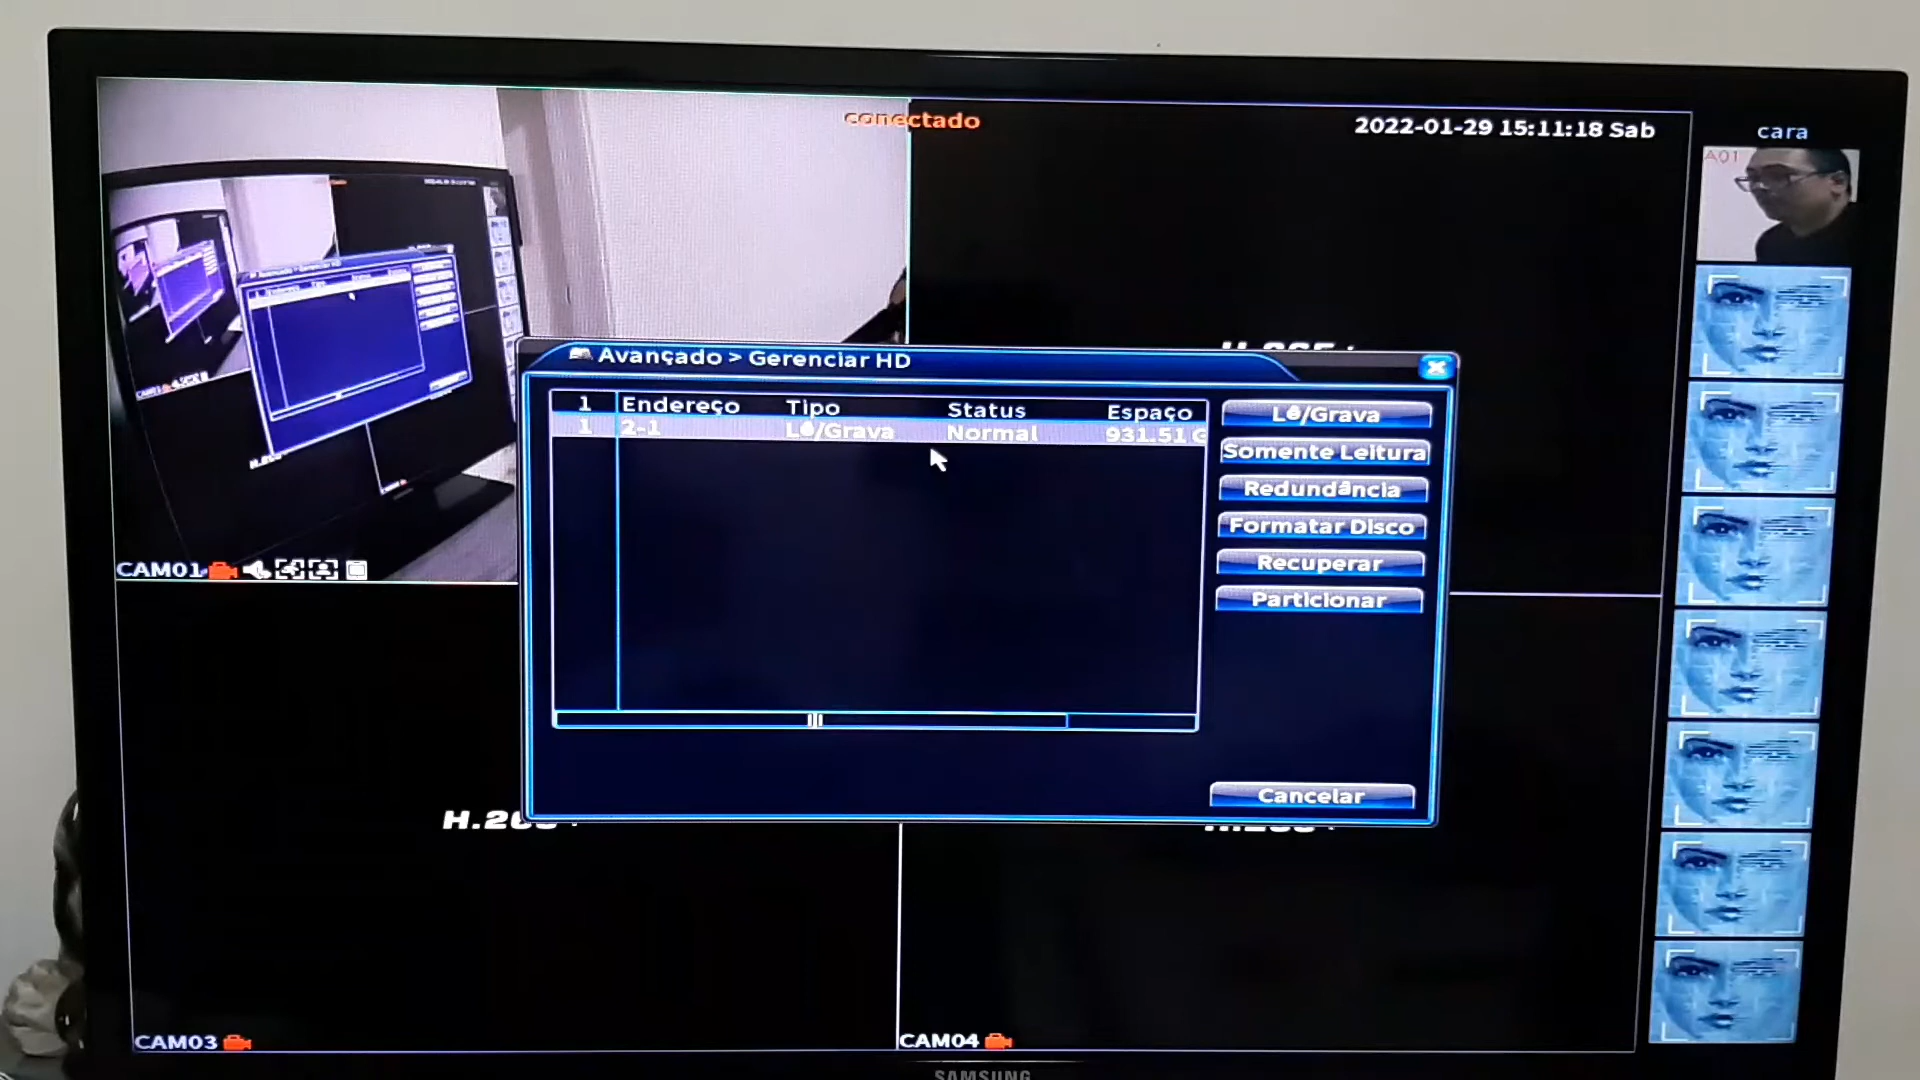 conectado
2022-01-29 15:11:18 Sab
cara
A01
Avançado > Gerenciar HD
1 Endereço Tipo Status Espaço
1 2-1 Lê/Grava Normal 931.51 G
Lê/Grava
Somente Leitura
Redundância
Formatar Disco
Recuperar
Particionar
Cancelar
CAM01
CAM03
CAM04
SAMSUNG